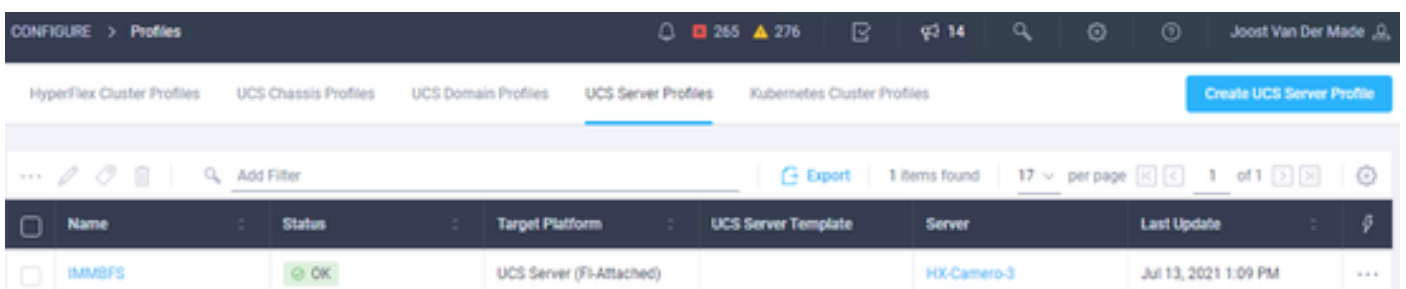 CONFIGURE > Profiles 265 276 14 Joost Van Der Made
HyperFlex Cluster Profiles UCS Chassis Profiles UCS Domain Profiles UCS Server Profiles Kubernetes Cluster Profiles Create UCS Server Profile
... Add Filter Export 1 items found 17 per page 1 of 1
Name Status Target Platform UCS Server Template Server Last Update
IMMBFS OK UCS Server (FI-Attached) HX-Camero-3 Jul 13, 2021 1:09 PM ...